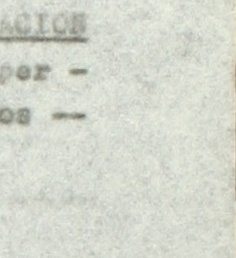 ACION
per -
os --